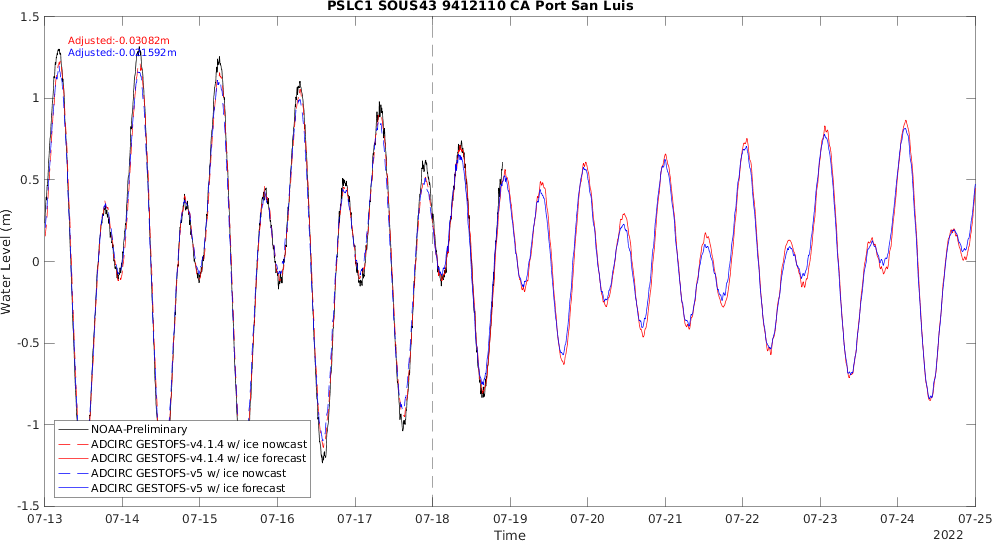 PSLC1 SOUS43 9412110 CA Port San Luis
1.5
Adjusted:-0.03082m
1
0.5
0
-0.5
-1
-1.5
Water Level (m)
NOAA-Preliminary
ADCIRC GESTOFS-v4.1.4 w/ ice nowcast
ADCIRC GESTOFS-v4.1.4 w/ ice forecast
ADCIRC GESTOFS-v5 w/ ice nowcast
ADCIRC GESTOFS-v5 w/ ice forecast
07-13 07-14 07-15 07-16 07-17 07-18 07-19 07-20 07-21 07-22 07-23 07-24 07-25
Time
2022